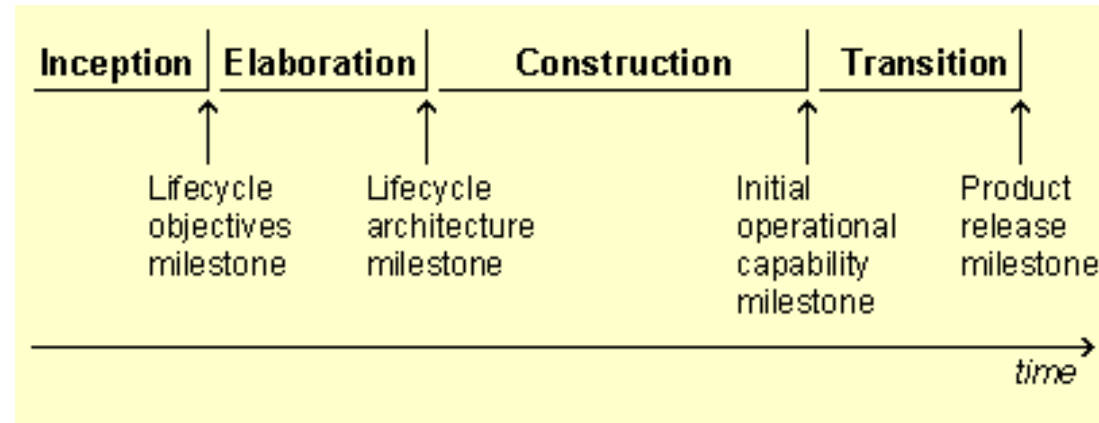 Inception Elaboration Construction Transition
Lifecycle
objectives
milestone
Lifecycle
architecture
milestone
Initial
operational
capability
milestone
Product
release
milestone
time